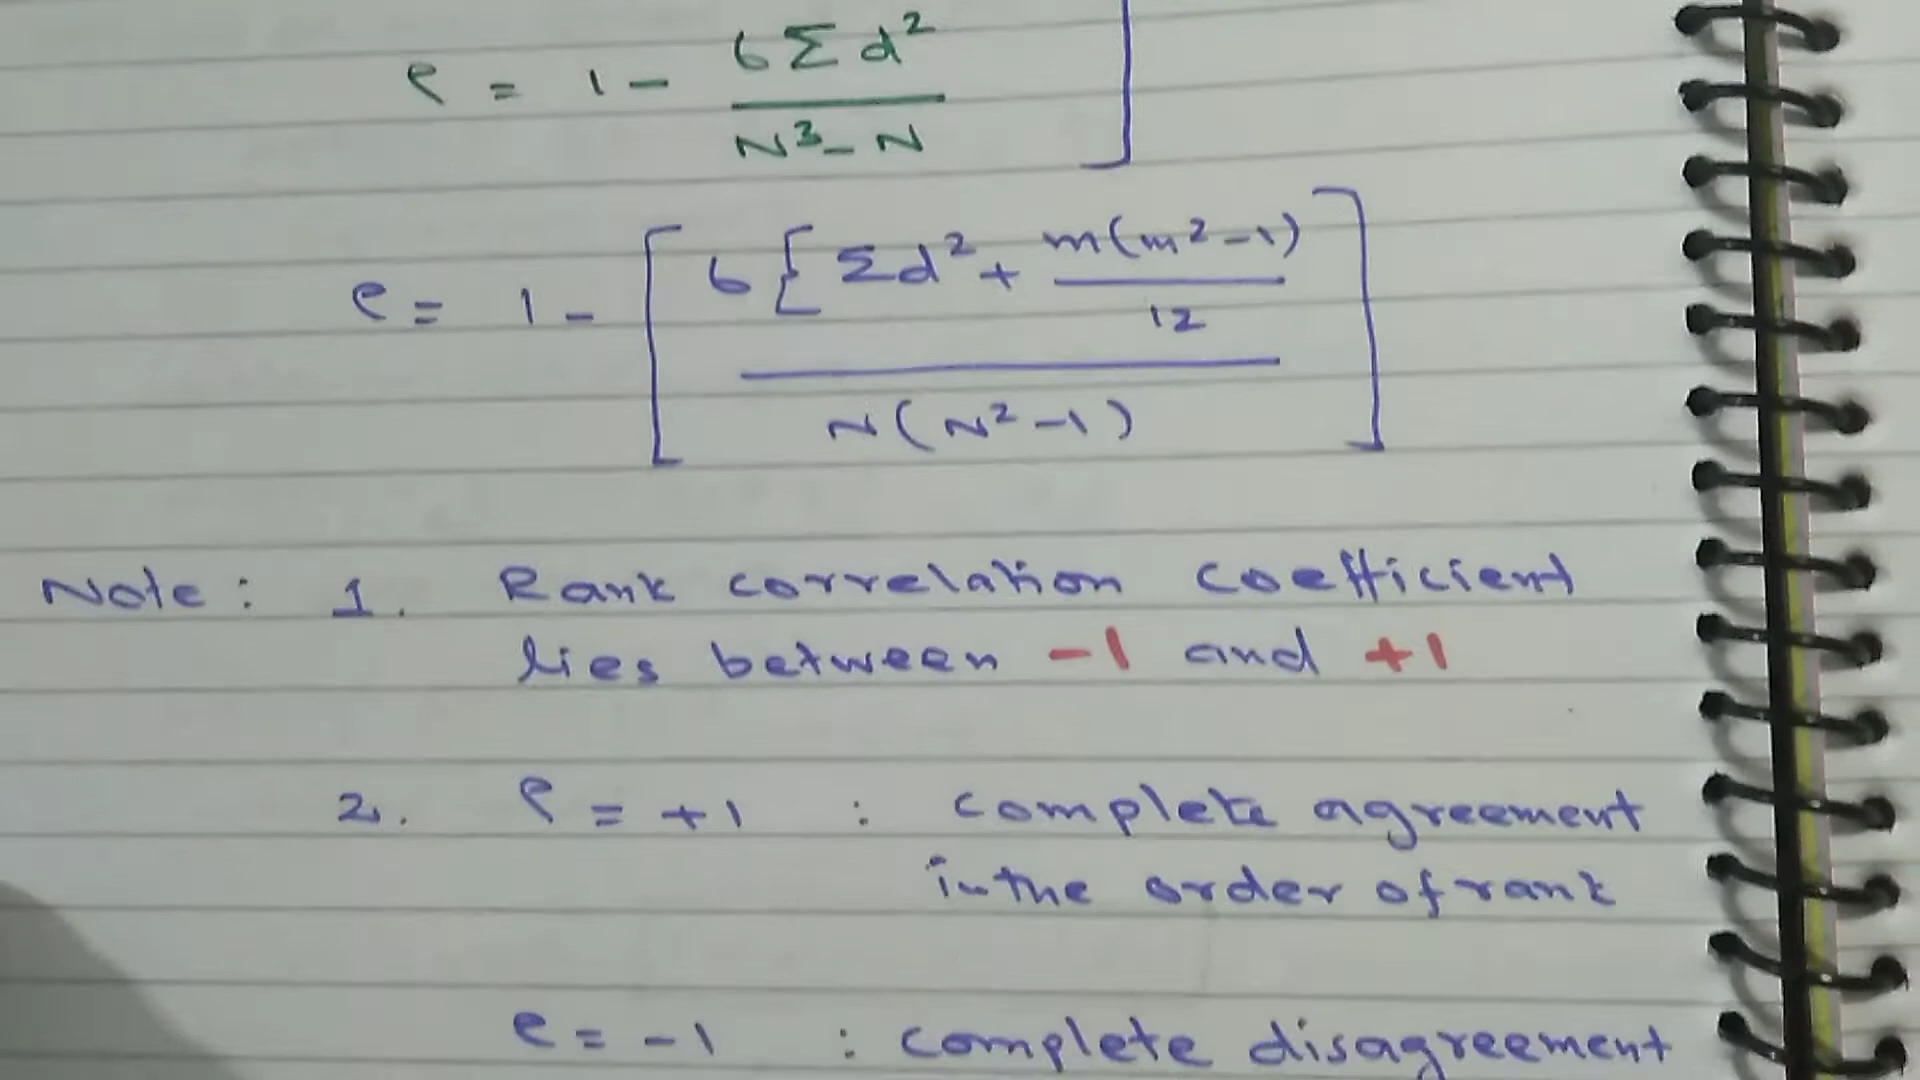 ρ = 1 - 6Σd² / N³ - N
ρ = 1 - [ 6 [ Σd² + m(m²-1) / 12 / N(N²-1) ]
Note: 1. Rank correlation coefficient
lies between -1 and +1
2. ρ = +1 : complete agreement
in the order of rank
ρ = -1 : complete disagreement